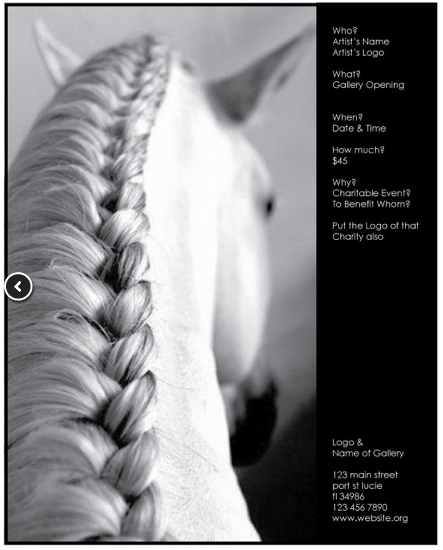 Who?
Artist's Name
Artist's Logo
What?
Gallery Opening
When?
Date & Time
How much?
$45
Why?
Charitable Event?
To Benefit Whom?
Put the Logo of that
Charity also
Logo &
Name of Gallery
123 main street
port st lucie
fl 34986
123 456 7890
www.website.org